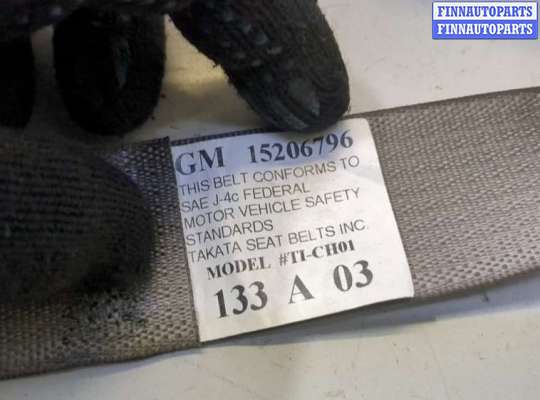 FINNAUTOPARTS
FINNAUTOPARTS
GM 15206796
THIS BELT CONFORMS TO
SAE J-4c FEDERAL
MOTOR VEHICLE SAFETY
STANDARDS
TAKATA SEAT BELTS INC.
MODEL #TI-CH01
133 A 03